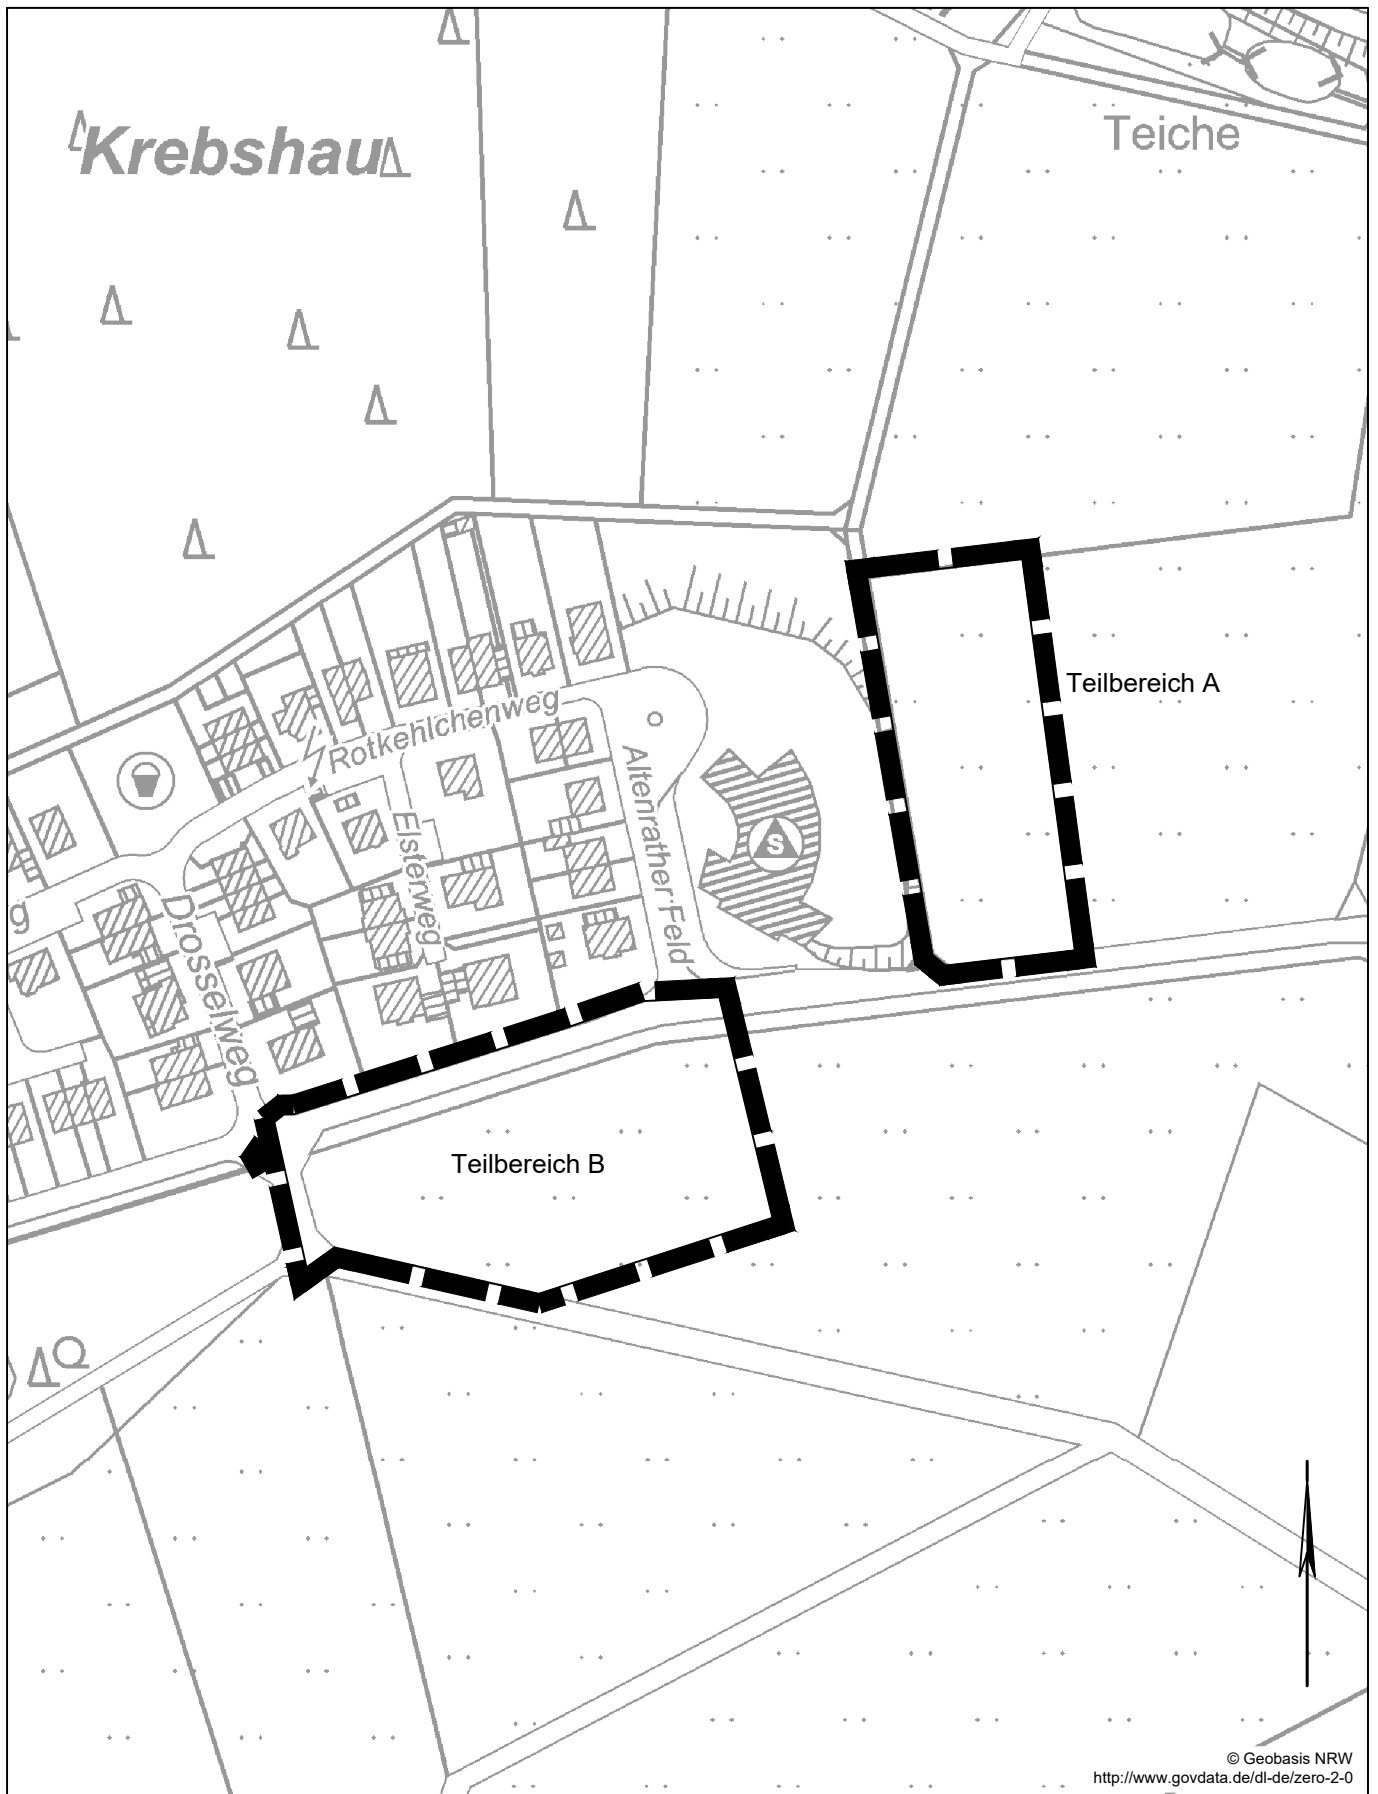 Krebshau
Teiche
Teilbereich A
Rotkehlchenweg
Altenrather Feld
Elsterweg
S
Drosselweg
g
Teilbereich B
© Geobasis NRW
http://www.govdata.de/dl-de/zero-2-0